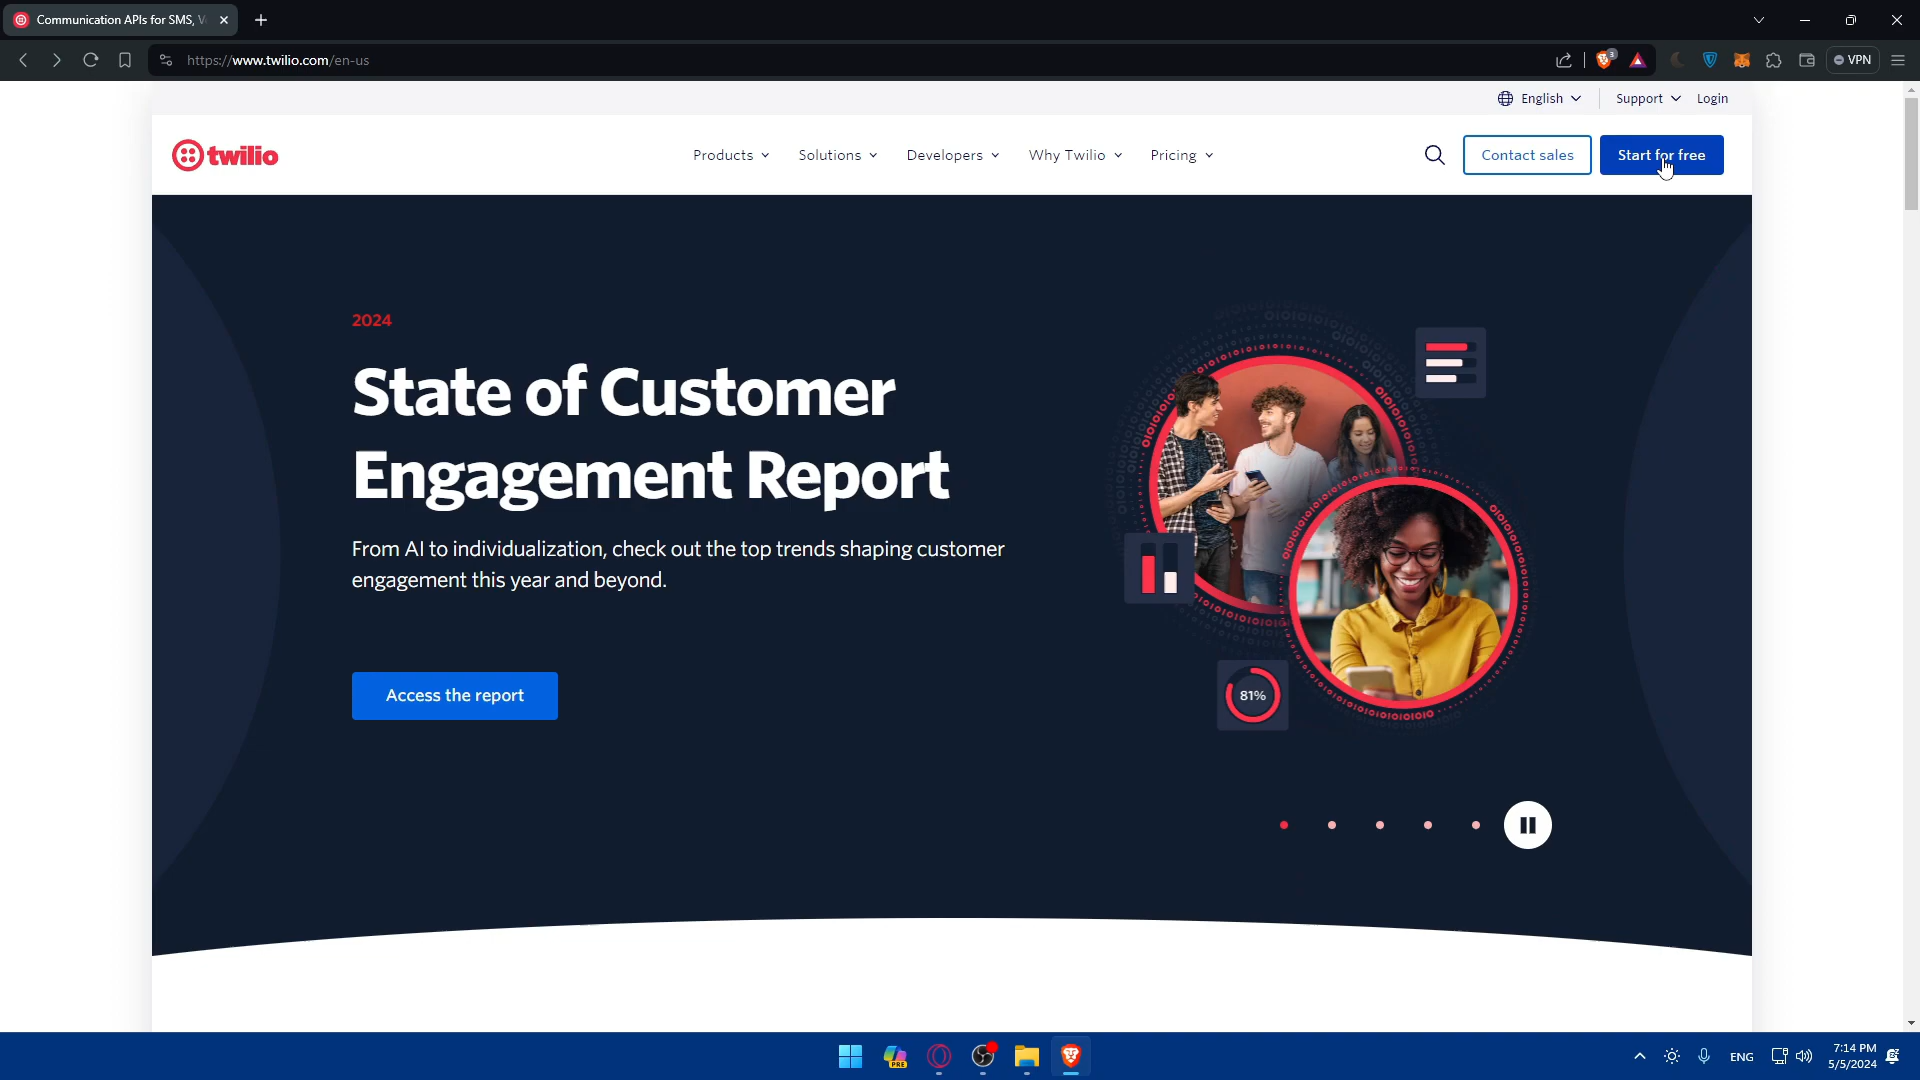 Communication APIs for SMS, V
https://www.twilio.com/en-us
3
VPN
English
Support
Login
twilio
Products
Solutions
Developers
Why Twilio
Pricing
Contact sales
Start for free
2024
State of Customer
Engagement Report
From AI to individualization, check out the top trends shaping customer
engagement this year and beyond.
81%
Access the report
PRE
ENG
7:14 PM
5/5/2024